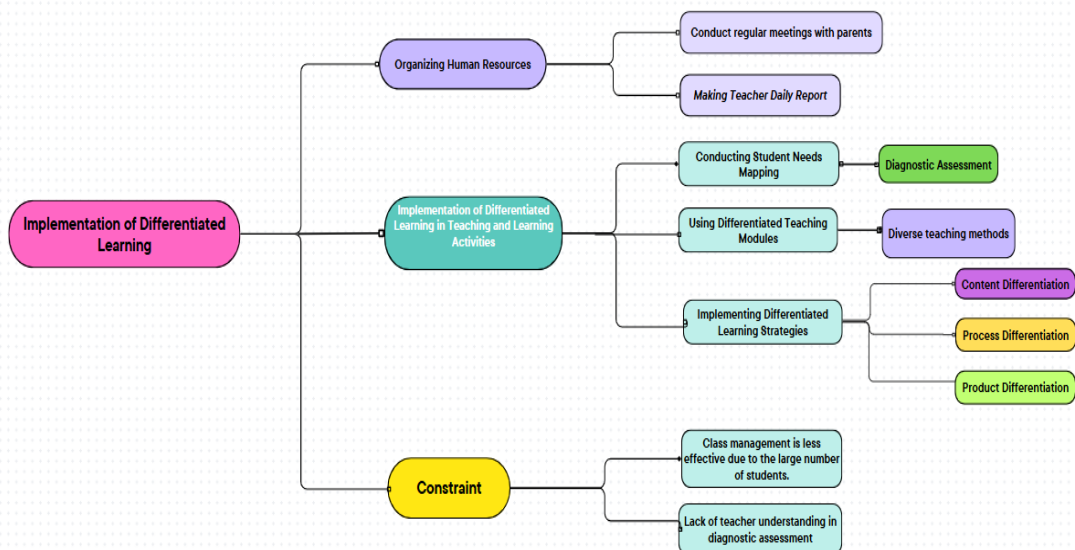 Implementation of Differentiated
Learning
Organizing Human Resources
Conduct regular meetings with parents
Making Teacher Daily Report
Implementation of Differentiated
Learning in Teaching and Learning
Activities
Conducting Student Needs
Mapping
Diagnostic Assessment
Using Differentiated Teaching
Modules
Diverse teaching methods
Implementing Differentiated
Learning Strategies
Content Differentiation
Process Differentiation
Product Differentiation
Constraint
Class management is less
effective due to the large number
of students.
Lack of teacher understanding in
diagnostic assessment